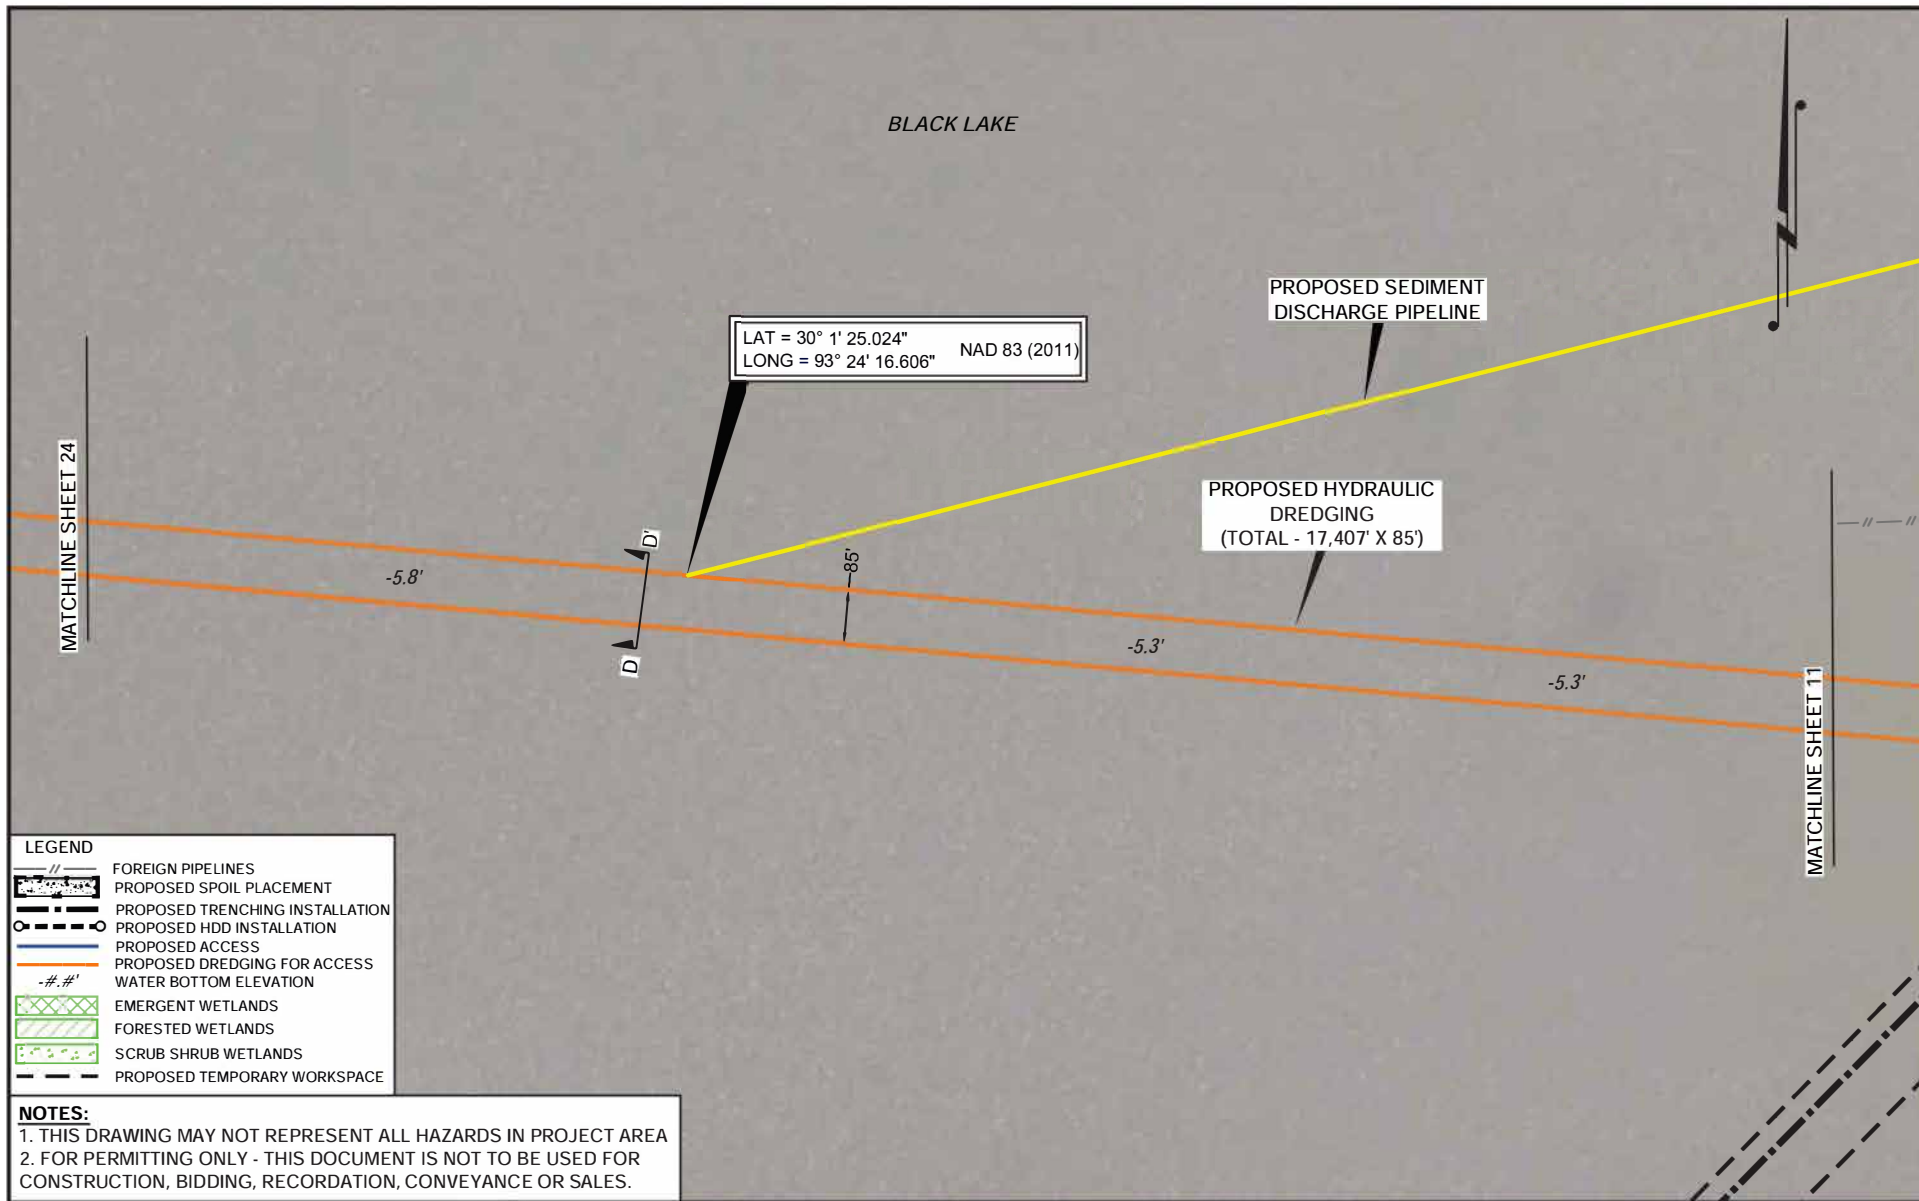 BLACK LAKE
PROPOSED SEDIMENT
DISCHARGE PIPELINE
LAT = 30° 1' 25.024"
LONG = 93° 24' 16.606"
NAD 83 (2011)
MATCHLINE SHEET 24
PROPOSED HYDRAULIC
DREDGING
(TOTAL - 17,407' X 85')
D'
85'
-5.8'
D
-5.3'
-5.3'
MATCHLINE SHEET 11
LEGEND
FOREIGN PIPELINES
PROPOSED SPOIL PLACEMENT
PROPOSED TRENCHING INSTALLATION
PROPOSED HDD INSTALLATION
PROPOSED ACCESS
PROPOSED DREDGING FOR ACCESS
-#.#' WATER BOTTOM ELEVATION
EMERGENT WETLANDS
FORESTED WETLANDS
SCRUB SHRUB WETLANDS
PROPOSED TEMPORARY WORKSPACE
NOTES:
1. THIS DRAWING MAY NOT REPRESENT ALL HAZARDS IN PROJECT AREA
2. FOR PERMITTING ONLY - THIS DOCUMENT IS NOT TO BE USED FOR
CONSTRUCTION, BIDDING, RECORDATION, CONVEYANCE OR SALES.